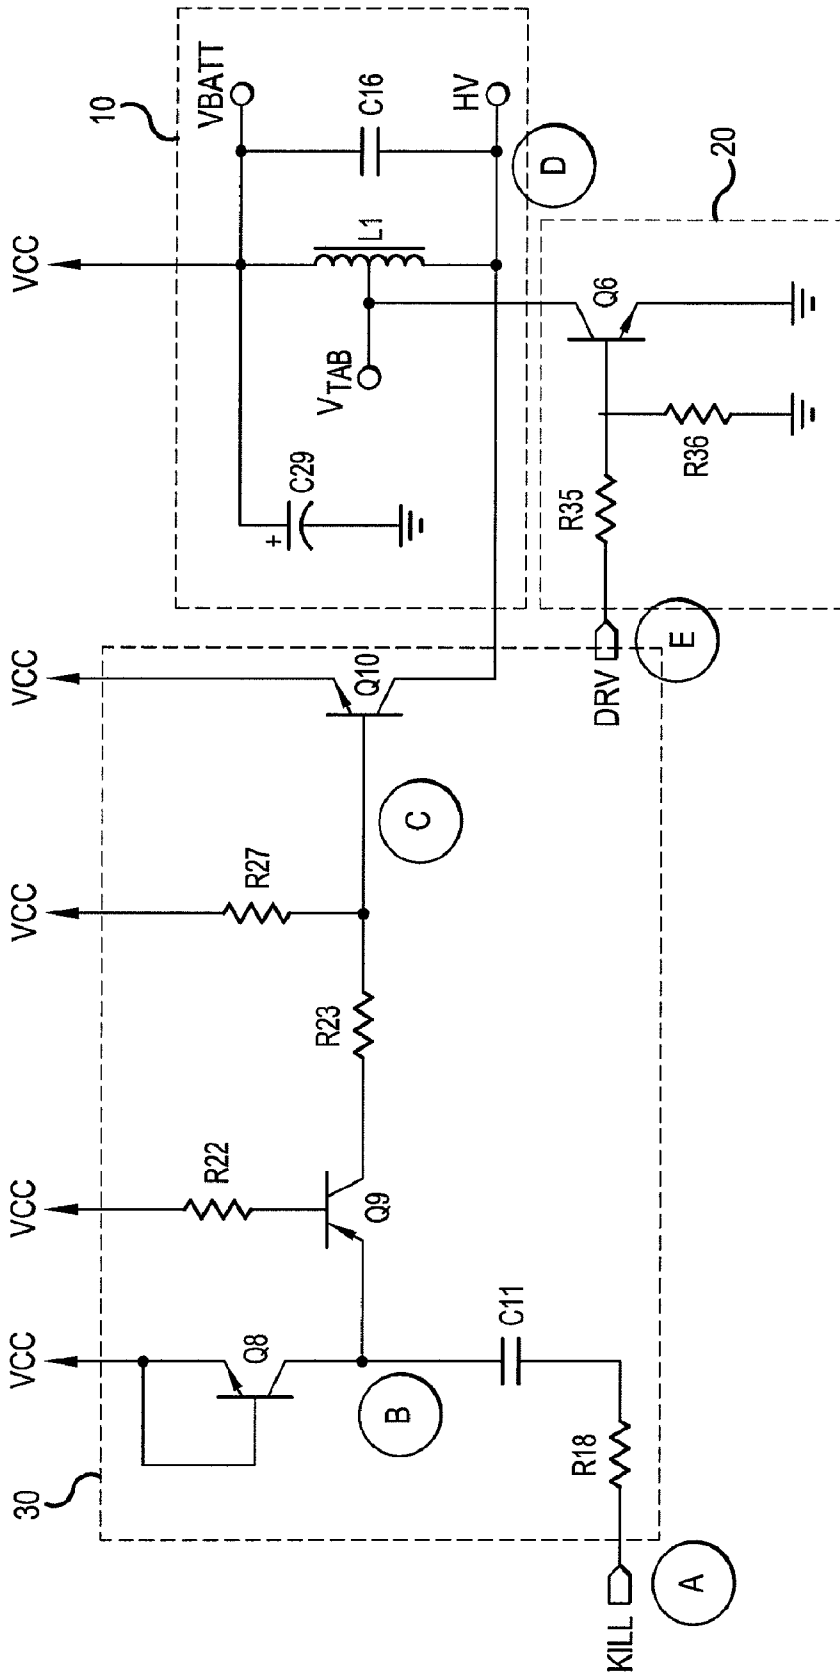 30
VCC
VCC
VCC
VCC
VCC
10
VBATT
Q8
R22
R27
Q10
C29
L1
C16
V TAB
HV
Q9
R23
B
C
C11
R18
KILL
A
DRV
E
D
20
R35
R36
Q6